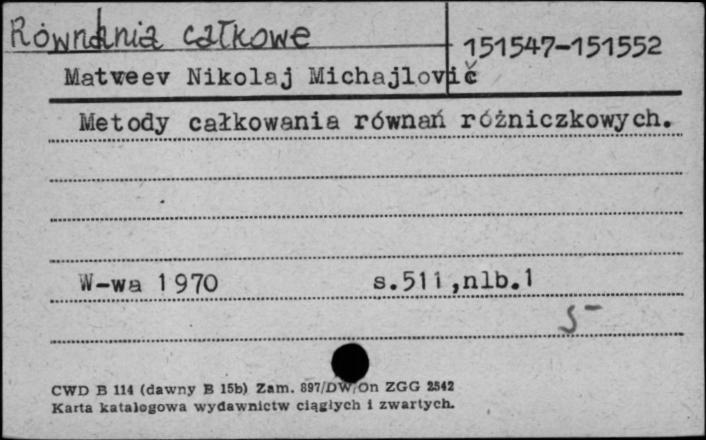 Równania całkowe
151547-151552
Matveev Nikolaj Michajlovič
Metody całkowania równań różniczkowych.
W-wa 1970 s.511,nlb.1
5-
CWD B 114 (dawny B 15b) Zam. 897/DW/On ZGG 2542
Karta katalogowa wydawnictw ciągłych i zwartych.